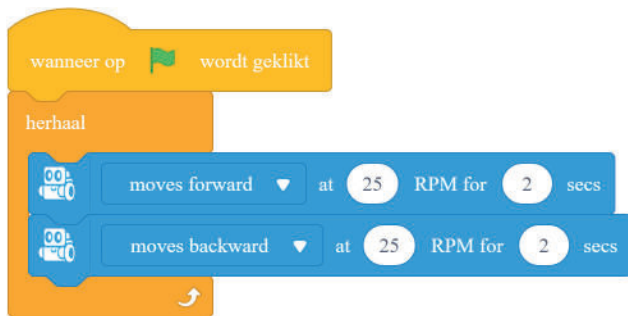 wanneer op wordt geklikt
herhaal
moves forward at 25 RPM for 2 secs
moves backward at 25 RPM for 2 secs